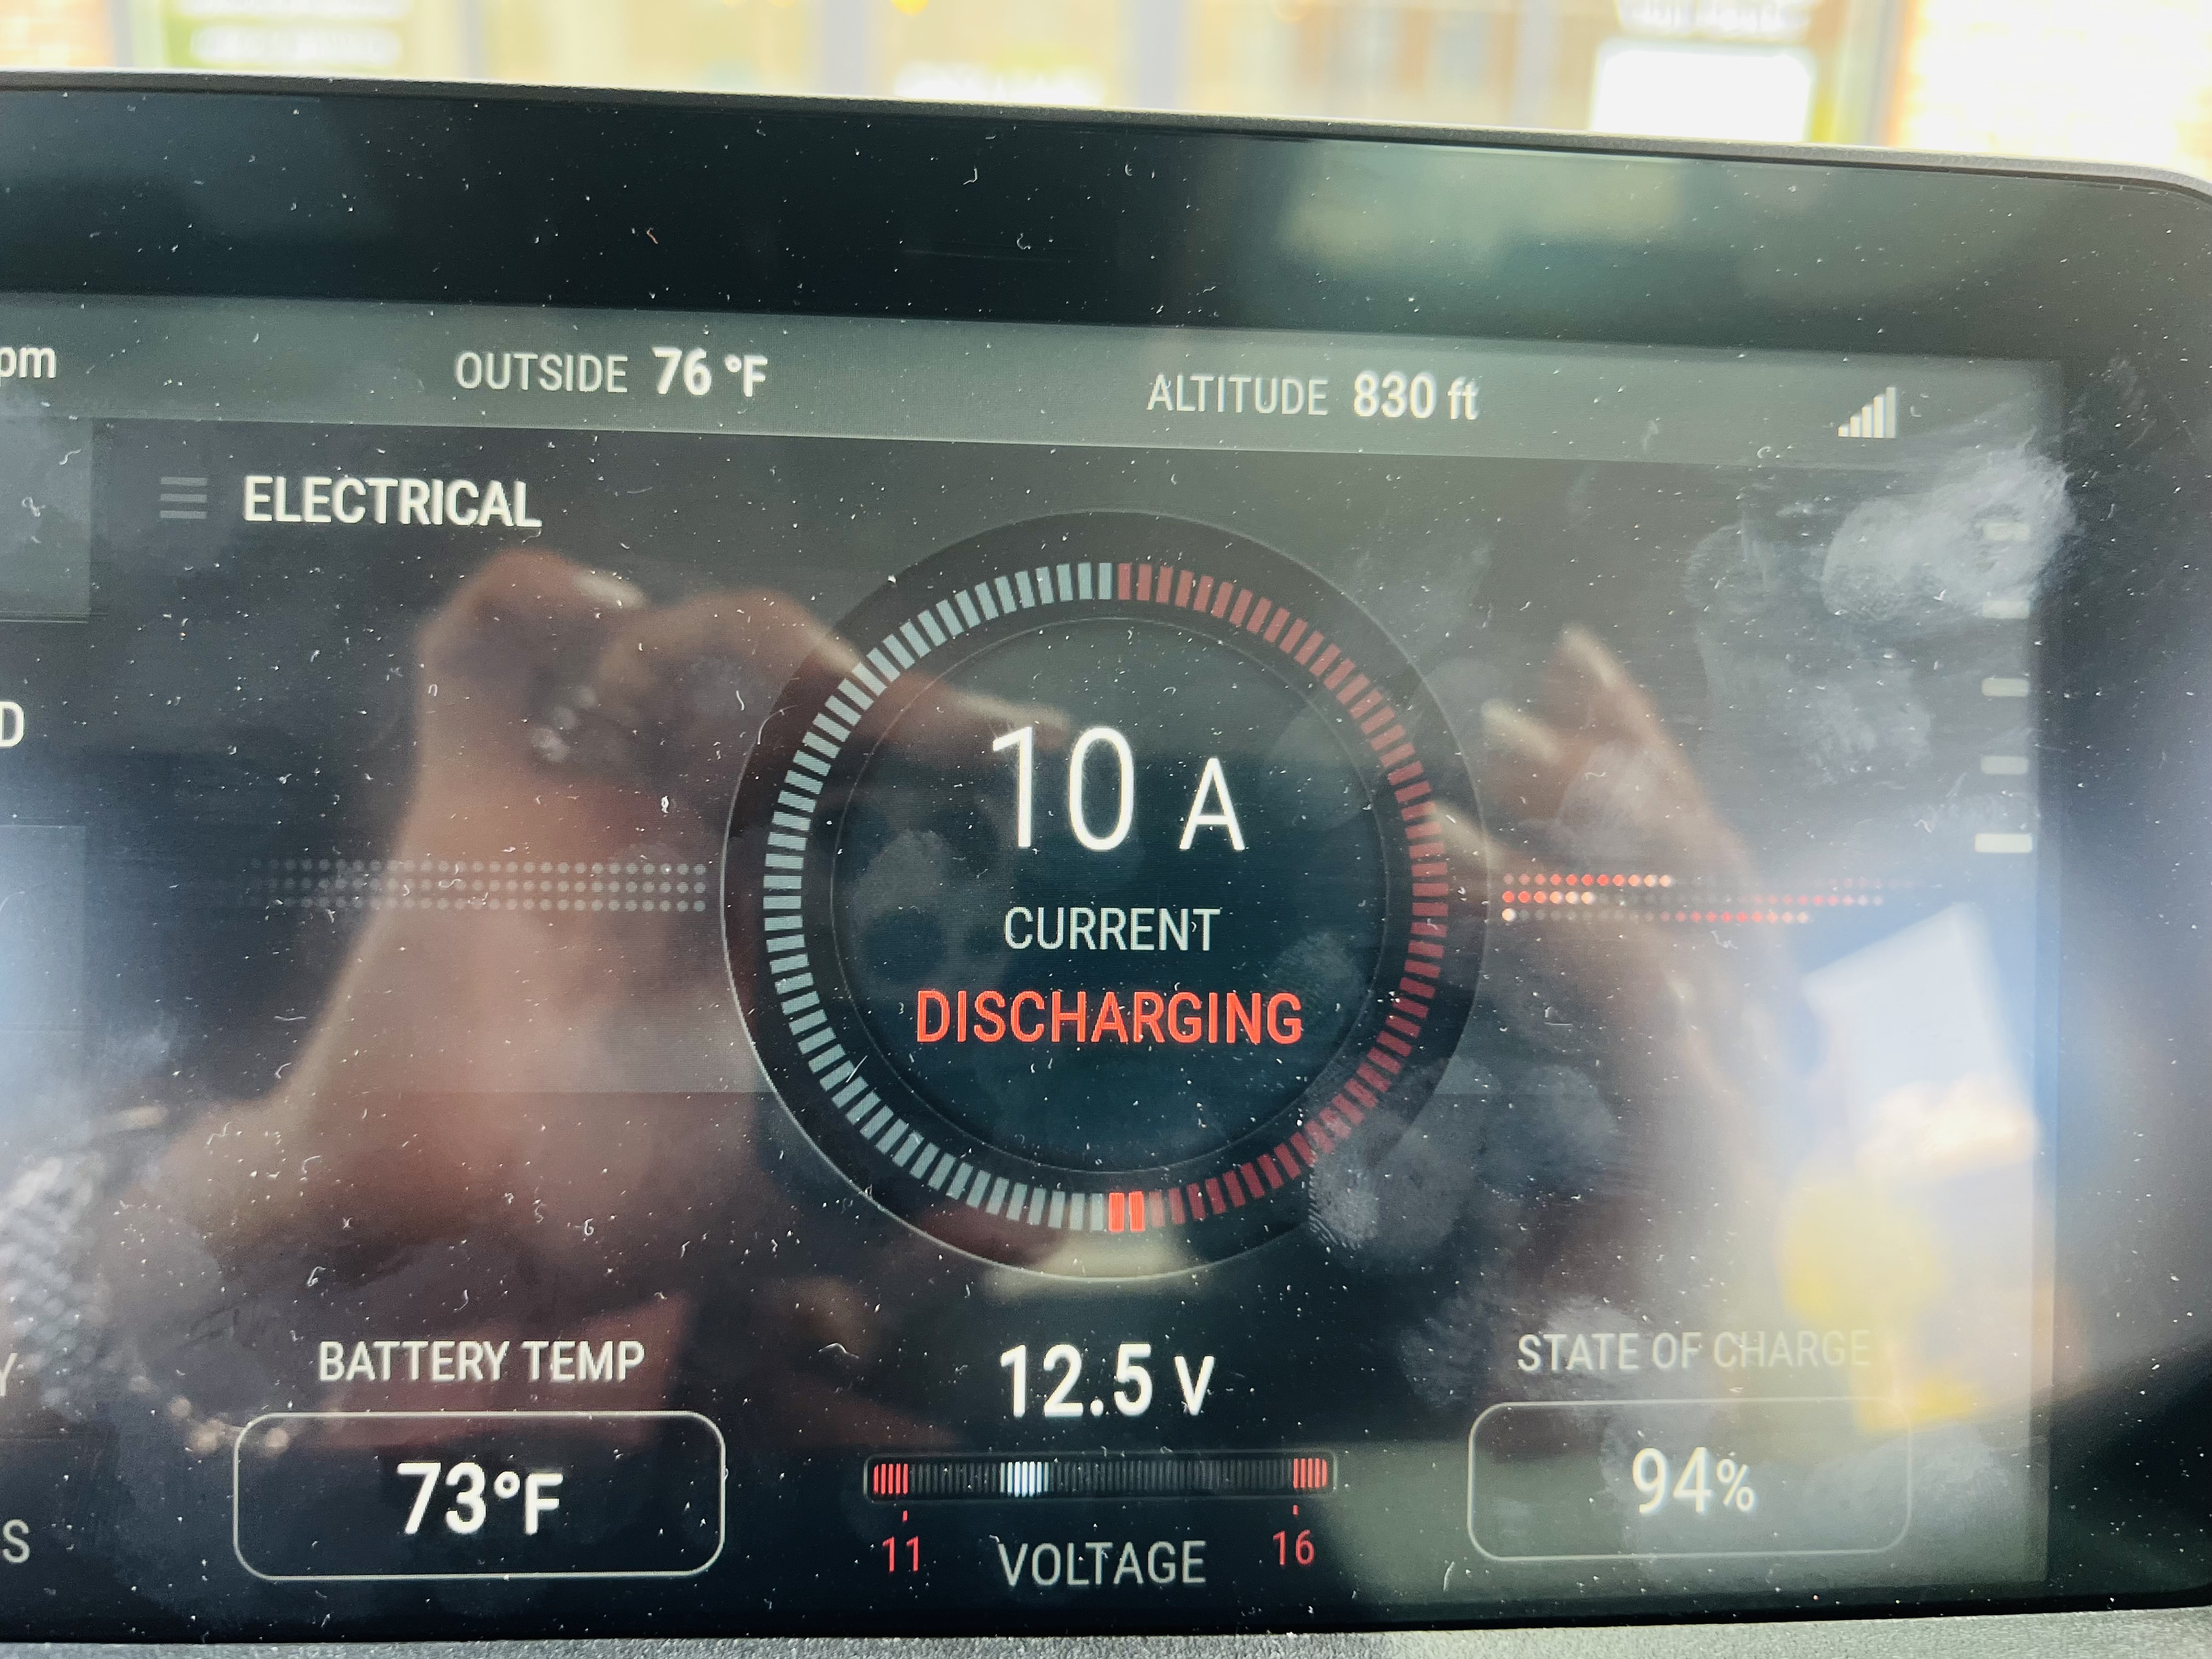 pm OUTSIDE 76 °F ALTITUDE 830 ft
ELECTRICAL
D
10 A
CURRENT
DISCHARGING
BATTERY TEMP
73°F
12.5 V
11 VOLTAGE 16
STATE OF CHARGE
94%
Y
S